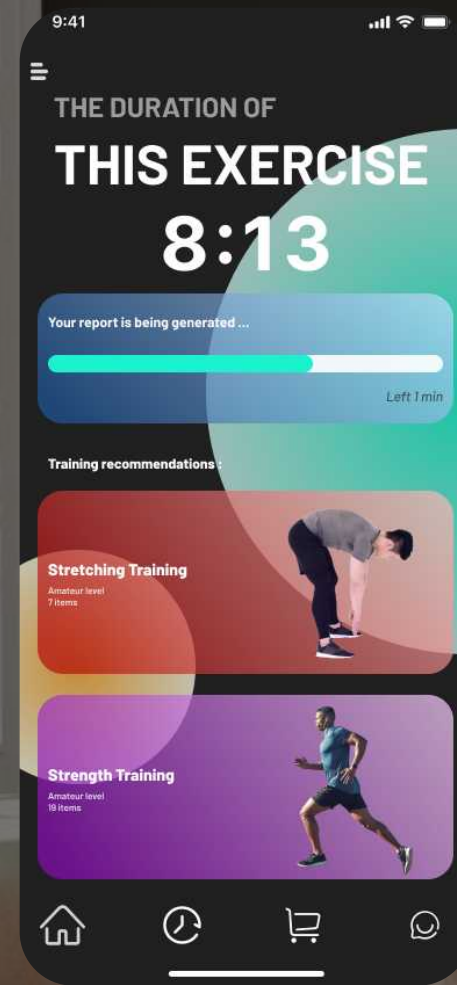 9:41
THE DURATION OF
THIS EXERCISE
8:13
Your report is being generated ...
Left 1 min
Training recommendations :
Stretching Training
Amateur level
7 items
Strength Training
Amateur level
19 items